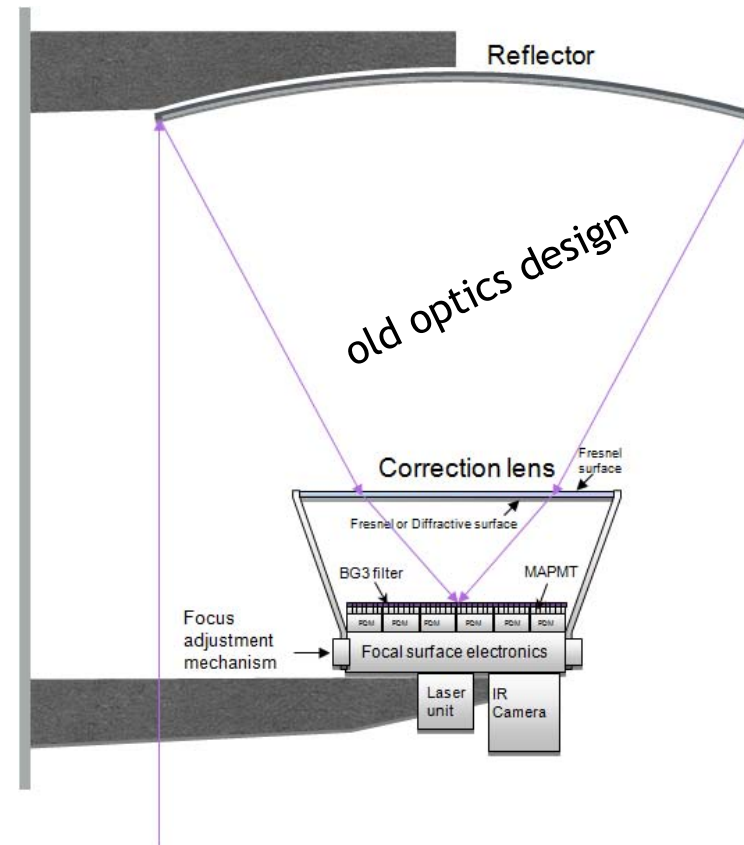 Reflector
old optics design
Correction lens
Fresnel
surface
Fresnel or Diffractive surface
BG3 filter
MAPMT
PDM PDM PDM PDM PDM PDM
Focus
adjustment
mechanism
Focal surface electronics
Laser
unit
IR
Camera